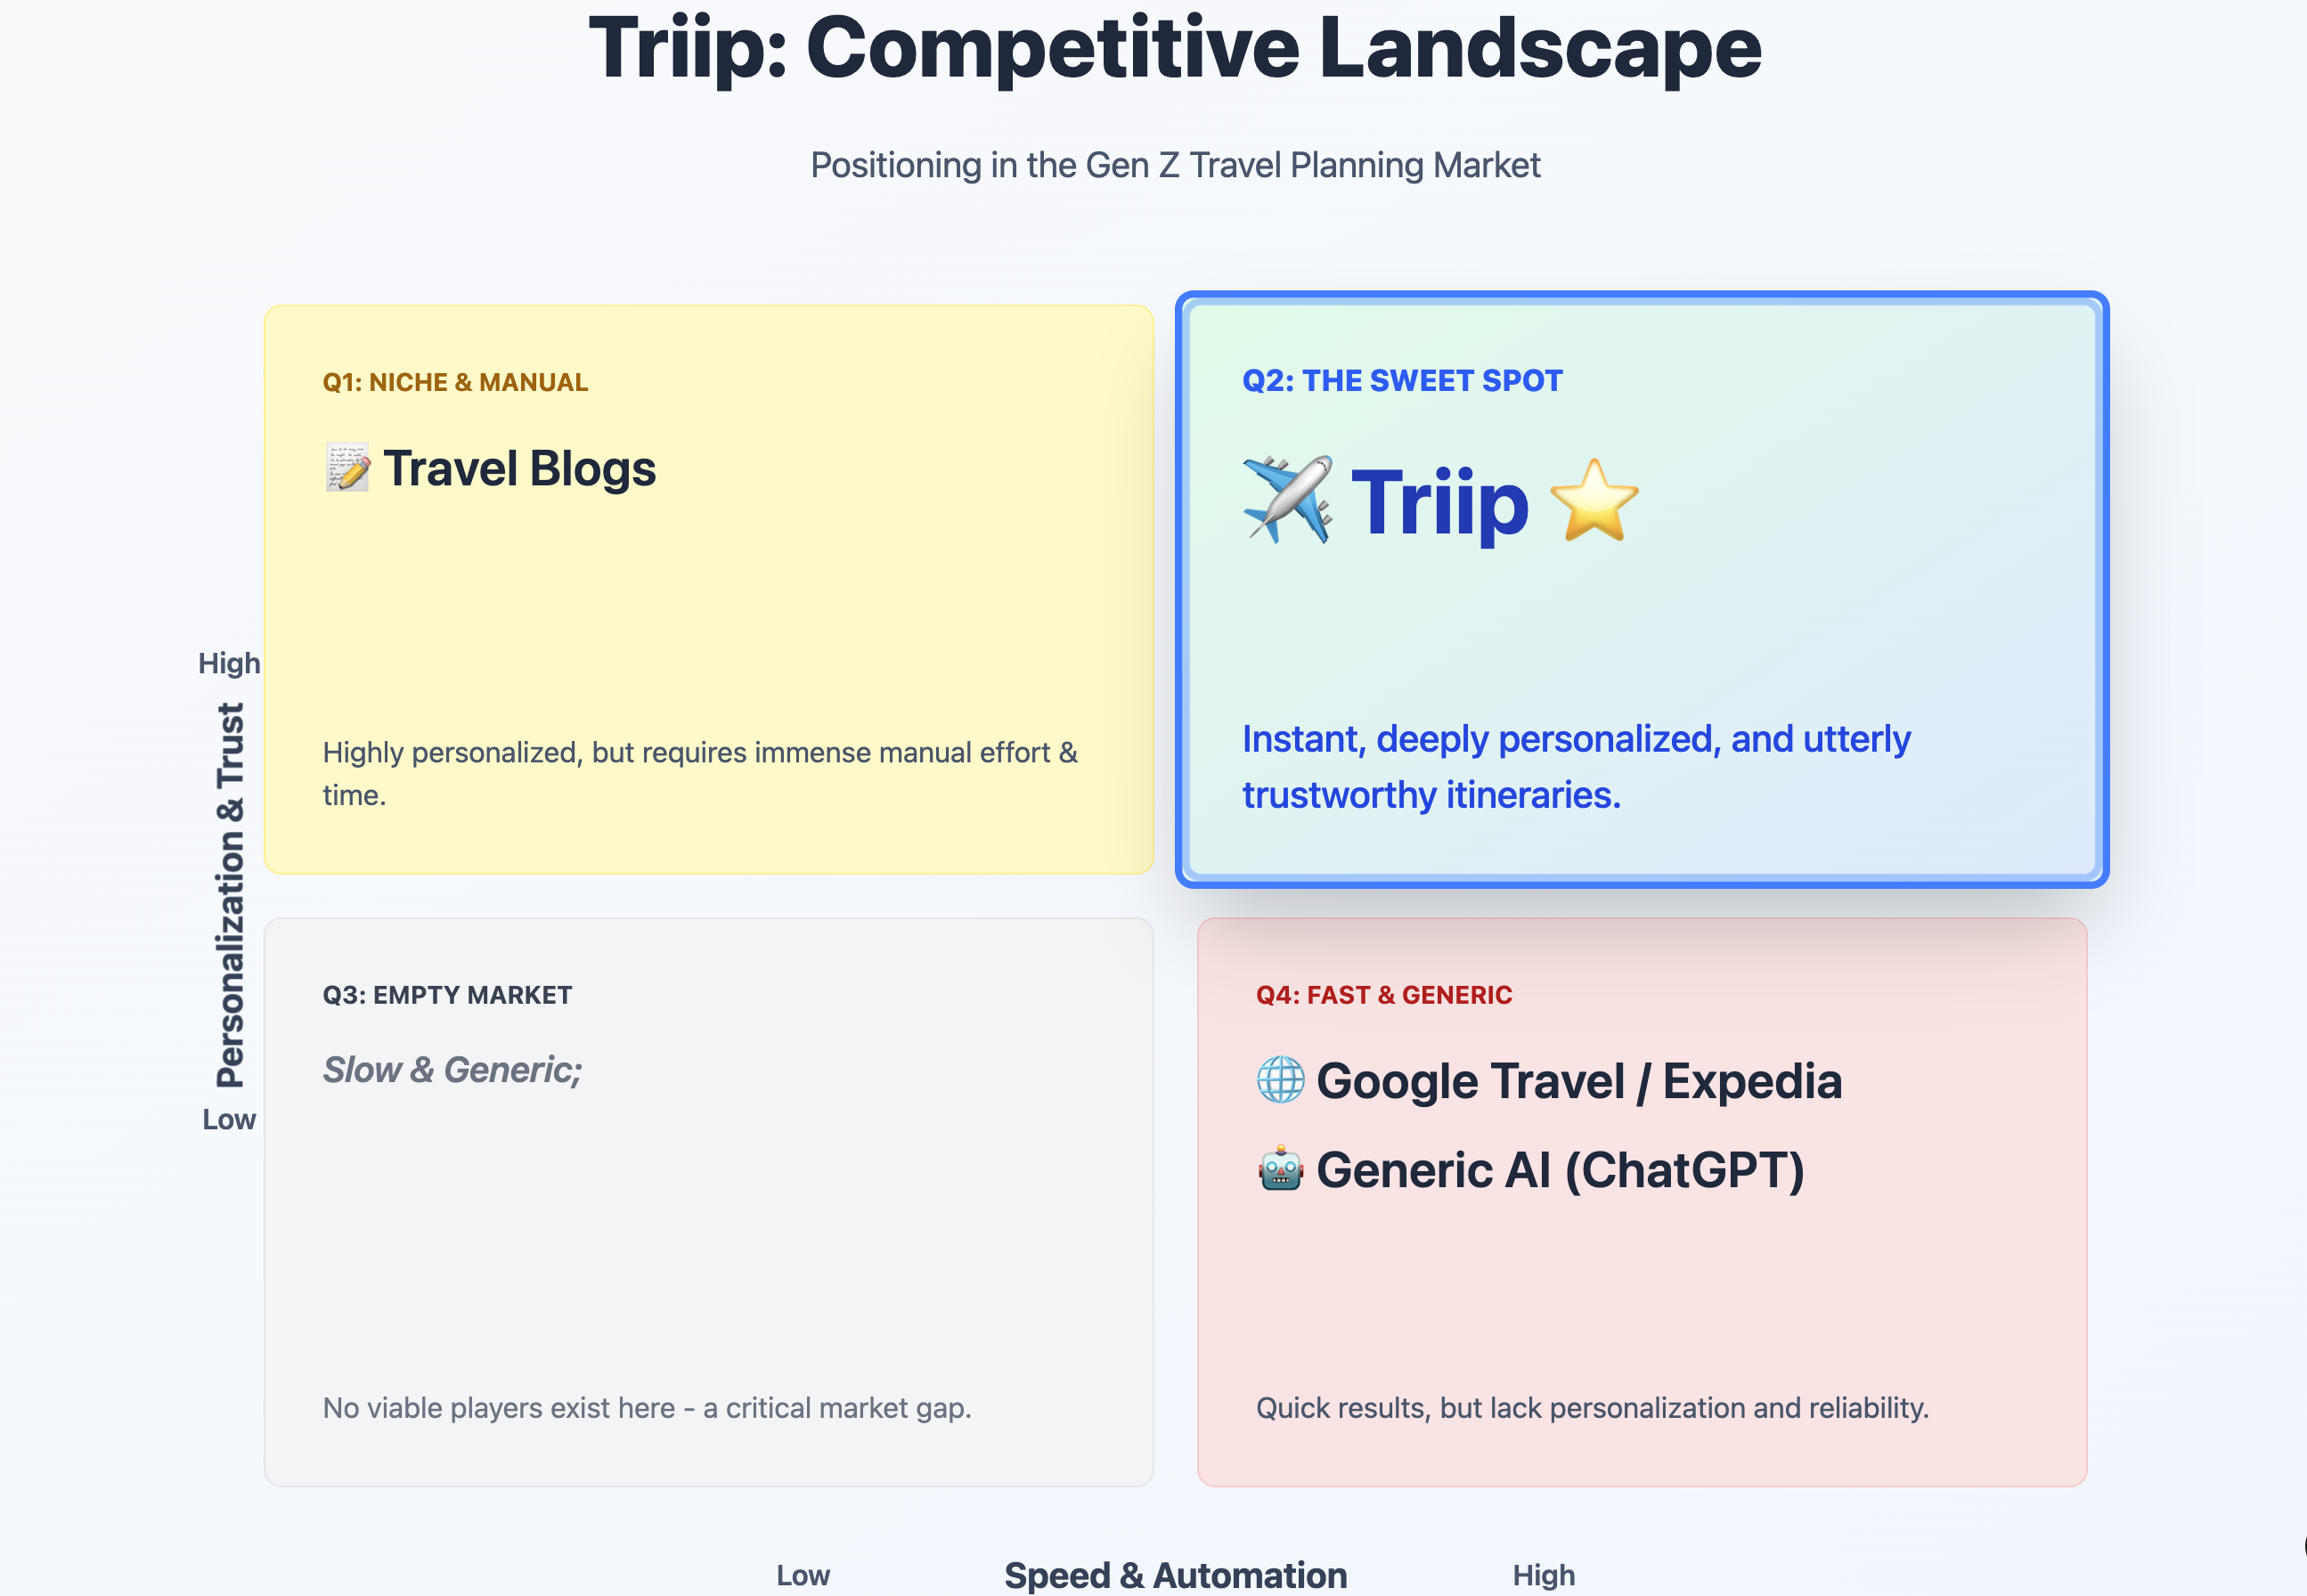 Triip: Competitive Landscape
Positioning in the Gen Z Travel Planning Market
Q1: NICHE & MANUAL
📝 Travel Blogs
Highly personalized, but requires immense manual effort &
time.
Q2: THE SWEET SPOT
✈️ Triip ⭐
Instant, deeply personalized, and utterly
trustworthy itineraries.
High
Personalization & Trust
Low
Q3: EMPTY MARKET
Slow & Generic;
No viable players exist here - a critical market gap.
Q4: FAST & GENERIC
🌐 Google Travel / Expedia
🤖 Generic AI (ChatGPT)
Quick results, but lack personalization and reliability.
Low
Speed & Automation
High